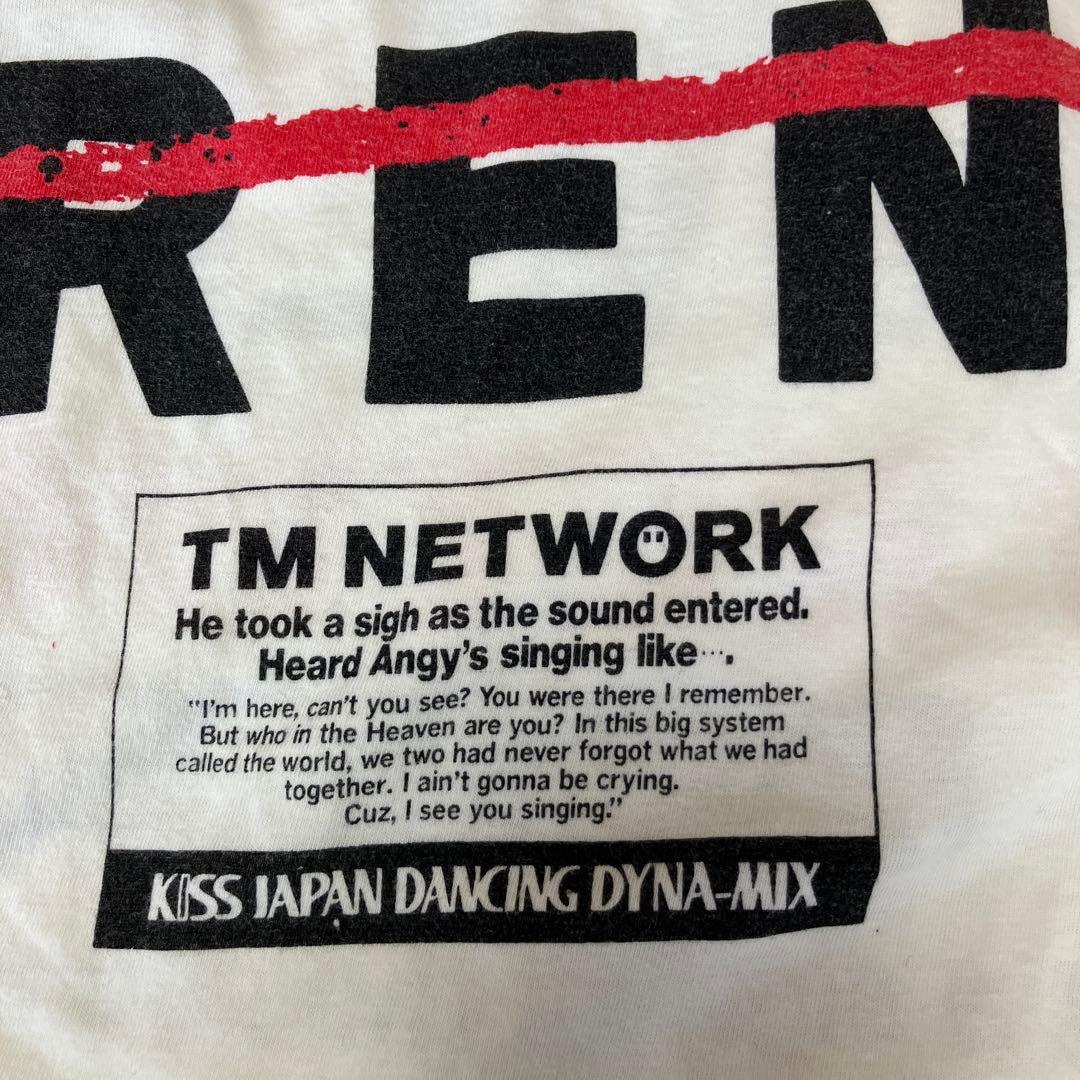 REN
TM NETWORK
He took a sigh as the sound entered.
Heard Angy's singing like….
"I'm here, can't you see? You were there I remember.
But who in the Heaven are you? In this big system
called the world, we two had never forgot what we had
together. I ain't gonna be crying.
Cuz, I see you singing."
KISS JAPAN DANCING DYNA-MIX